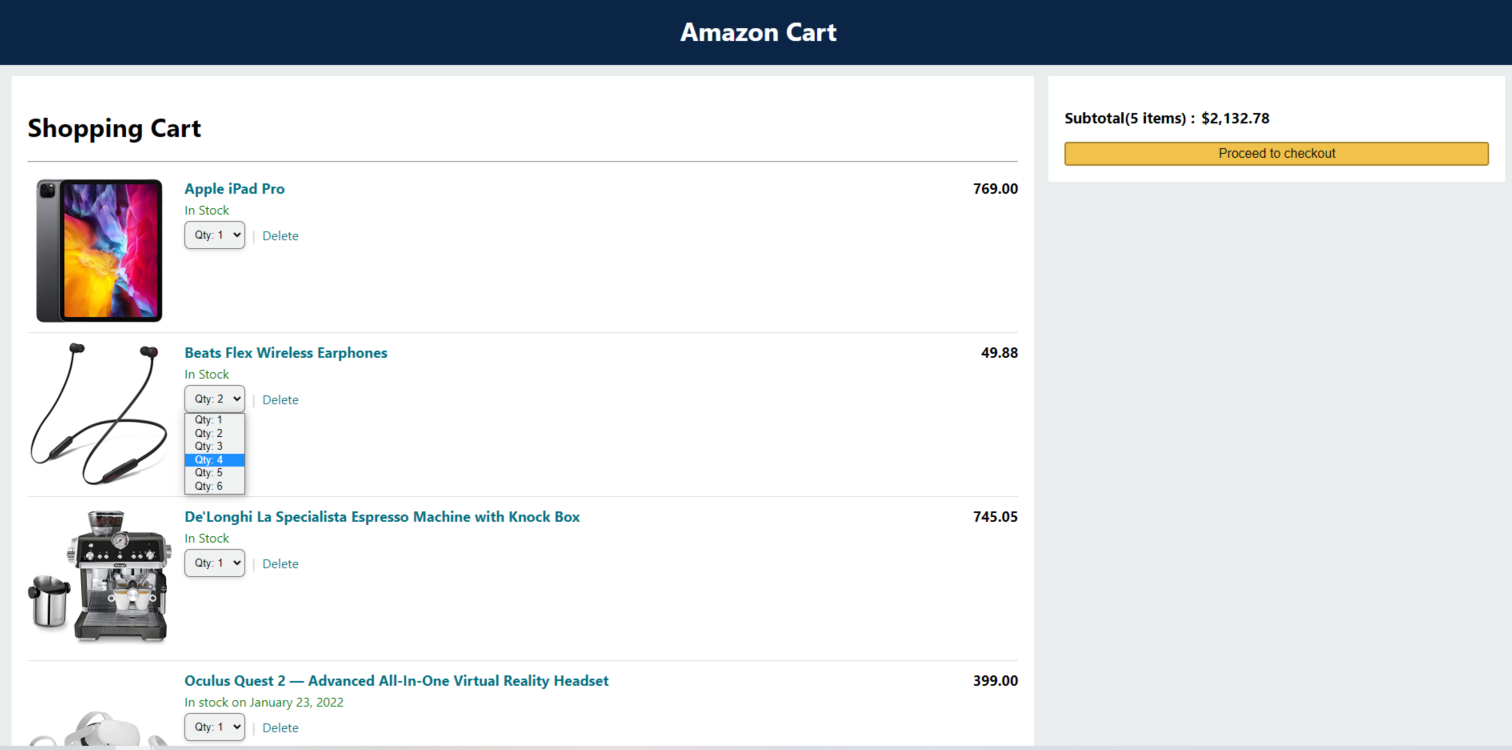 Amazon Cart
Shopping Cart
Apple iPad Pro 769.00
In Stock
Qty: 1 | Delete
Beats Flex Wireless Earphones 49.88
In Stock
Qty: 2 | Delete
Qty: 1
Qty: 2
Qty: 3
Qty: 4
Qty: 5
Qty: 6
De'Longhi La Specialista Espresso Machine with Knock Box 745.05
In Stock
Qty: 1 | Delete
Oculus Quest 2 — Advanced All-In-One Virtual Reality Headset 399.00
In stock on January 23, 2022
Qty: 1 | Delete
Subtotal(5 items) : $2,132.78
Proceed to checkout